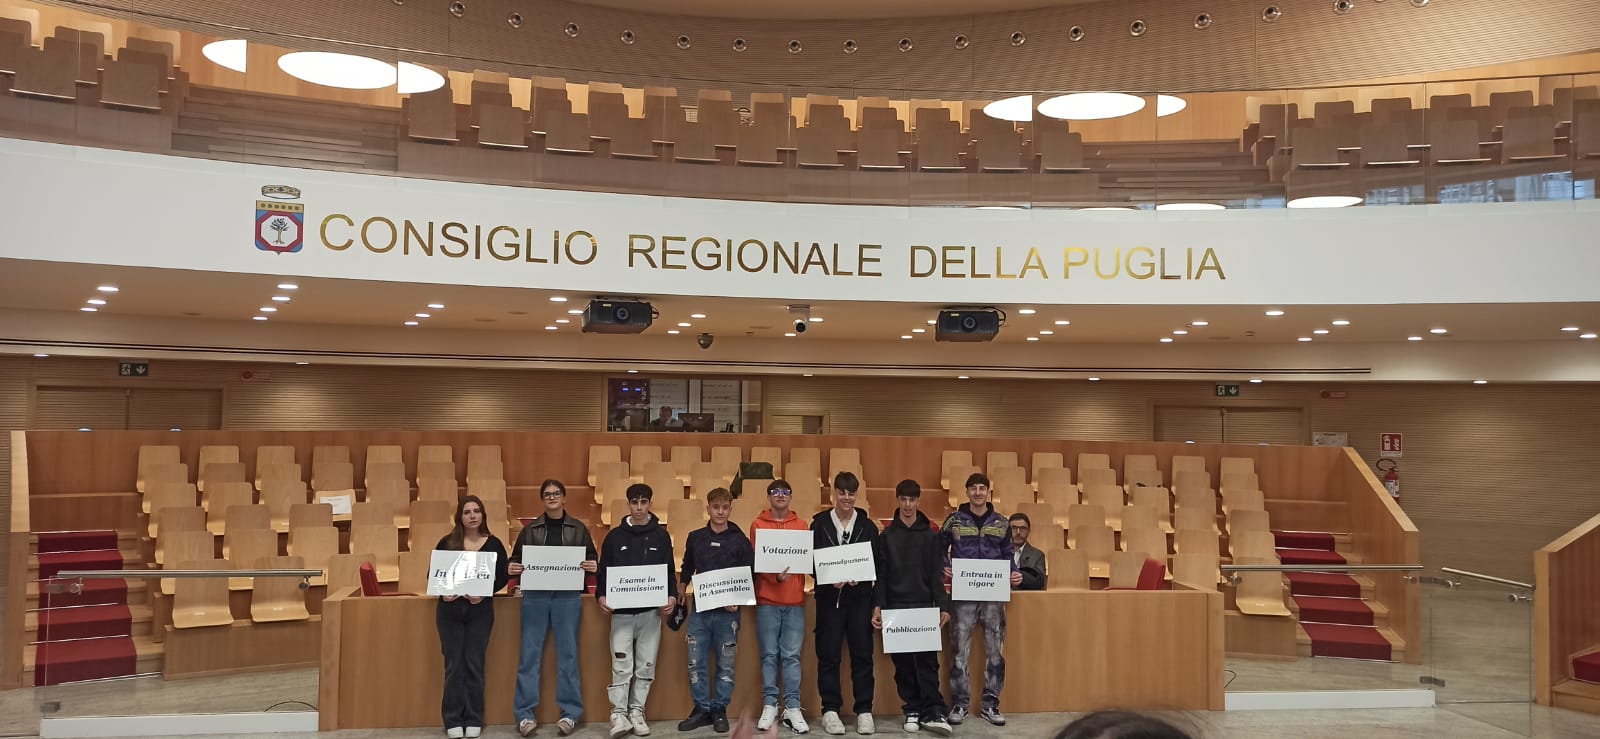 CONSIGLIO REGIONALE DELLA PUGLIA
Assegnazione
Esame in
Commissione
Discussione
in Assemblea
Votazione
Promulgazione
Pubblicazione
Entrata in
vigore